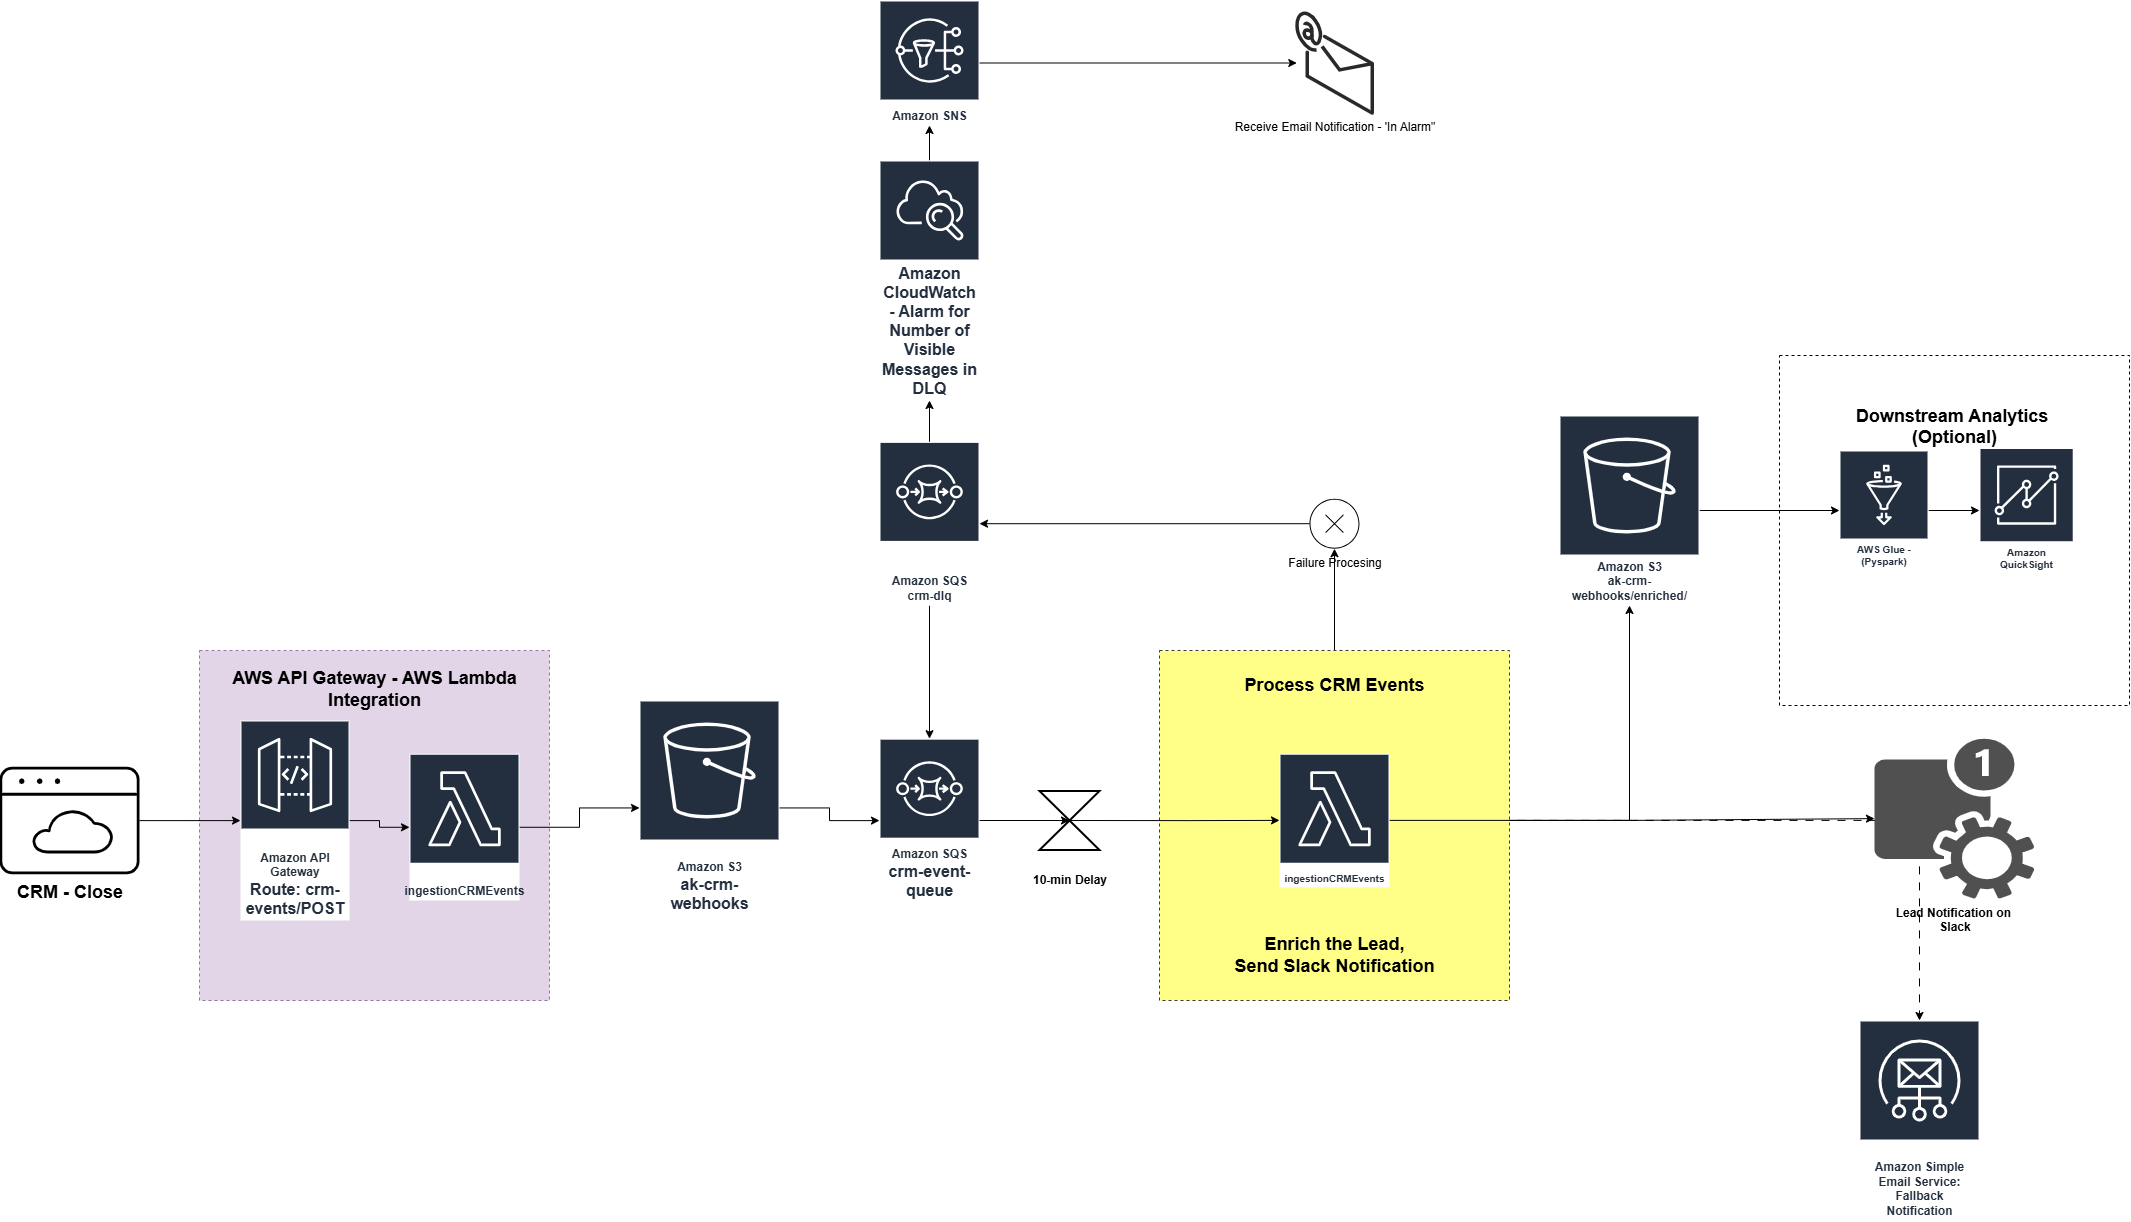 Amazon SNS
Receive Email Notification - 'In Alarm"
Amazon
CloudWatch
- Alarm for
Number of
Visible
Messages in
DLQ
Failure Procesing
Amazon SQS
crm-dlq
Downstream Analytics
(Optional)
AWS Glue -
(Pyspark)
Amazon
QuickSight
Amazon S3
ak-crm-
webhooks/enriched/
AWS API Gateway - AWS Lambda
Integration
Amazon API
Gateway
Route: crm-
events/POST
ingestionCRMEvents
CRM - Close
Amazon S3
ak-crm-
webhooks
Amazon SQS
crm-event-
queue
10-min Delay
Process CRM Events
ingestionCRMEvents
Enrich the Lead,
Send Slack Notification
1
Lead Notification on
Slack
Amazon Simple
Email Service:
Fallback
Notification